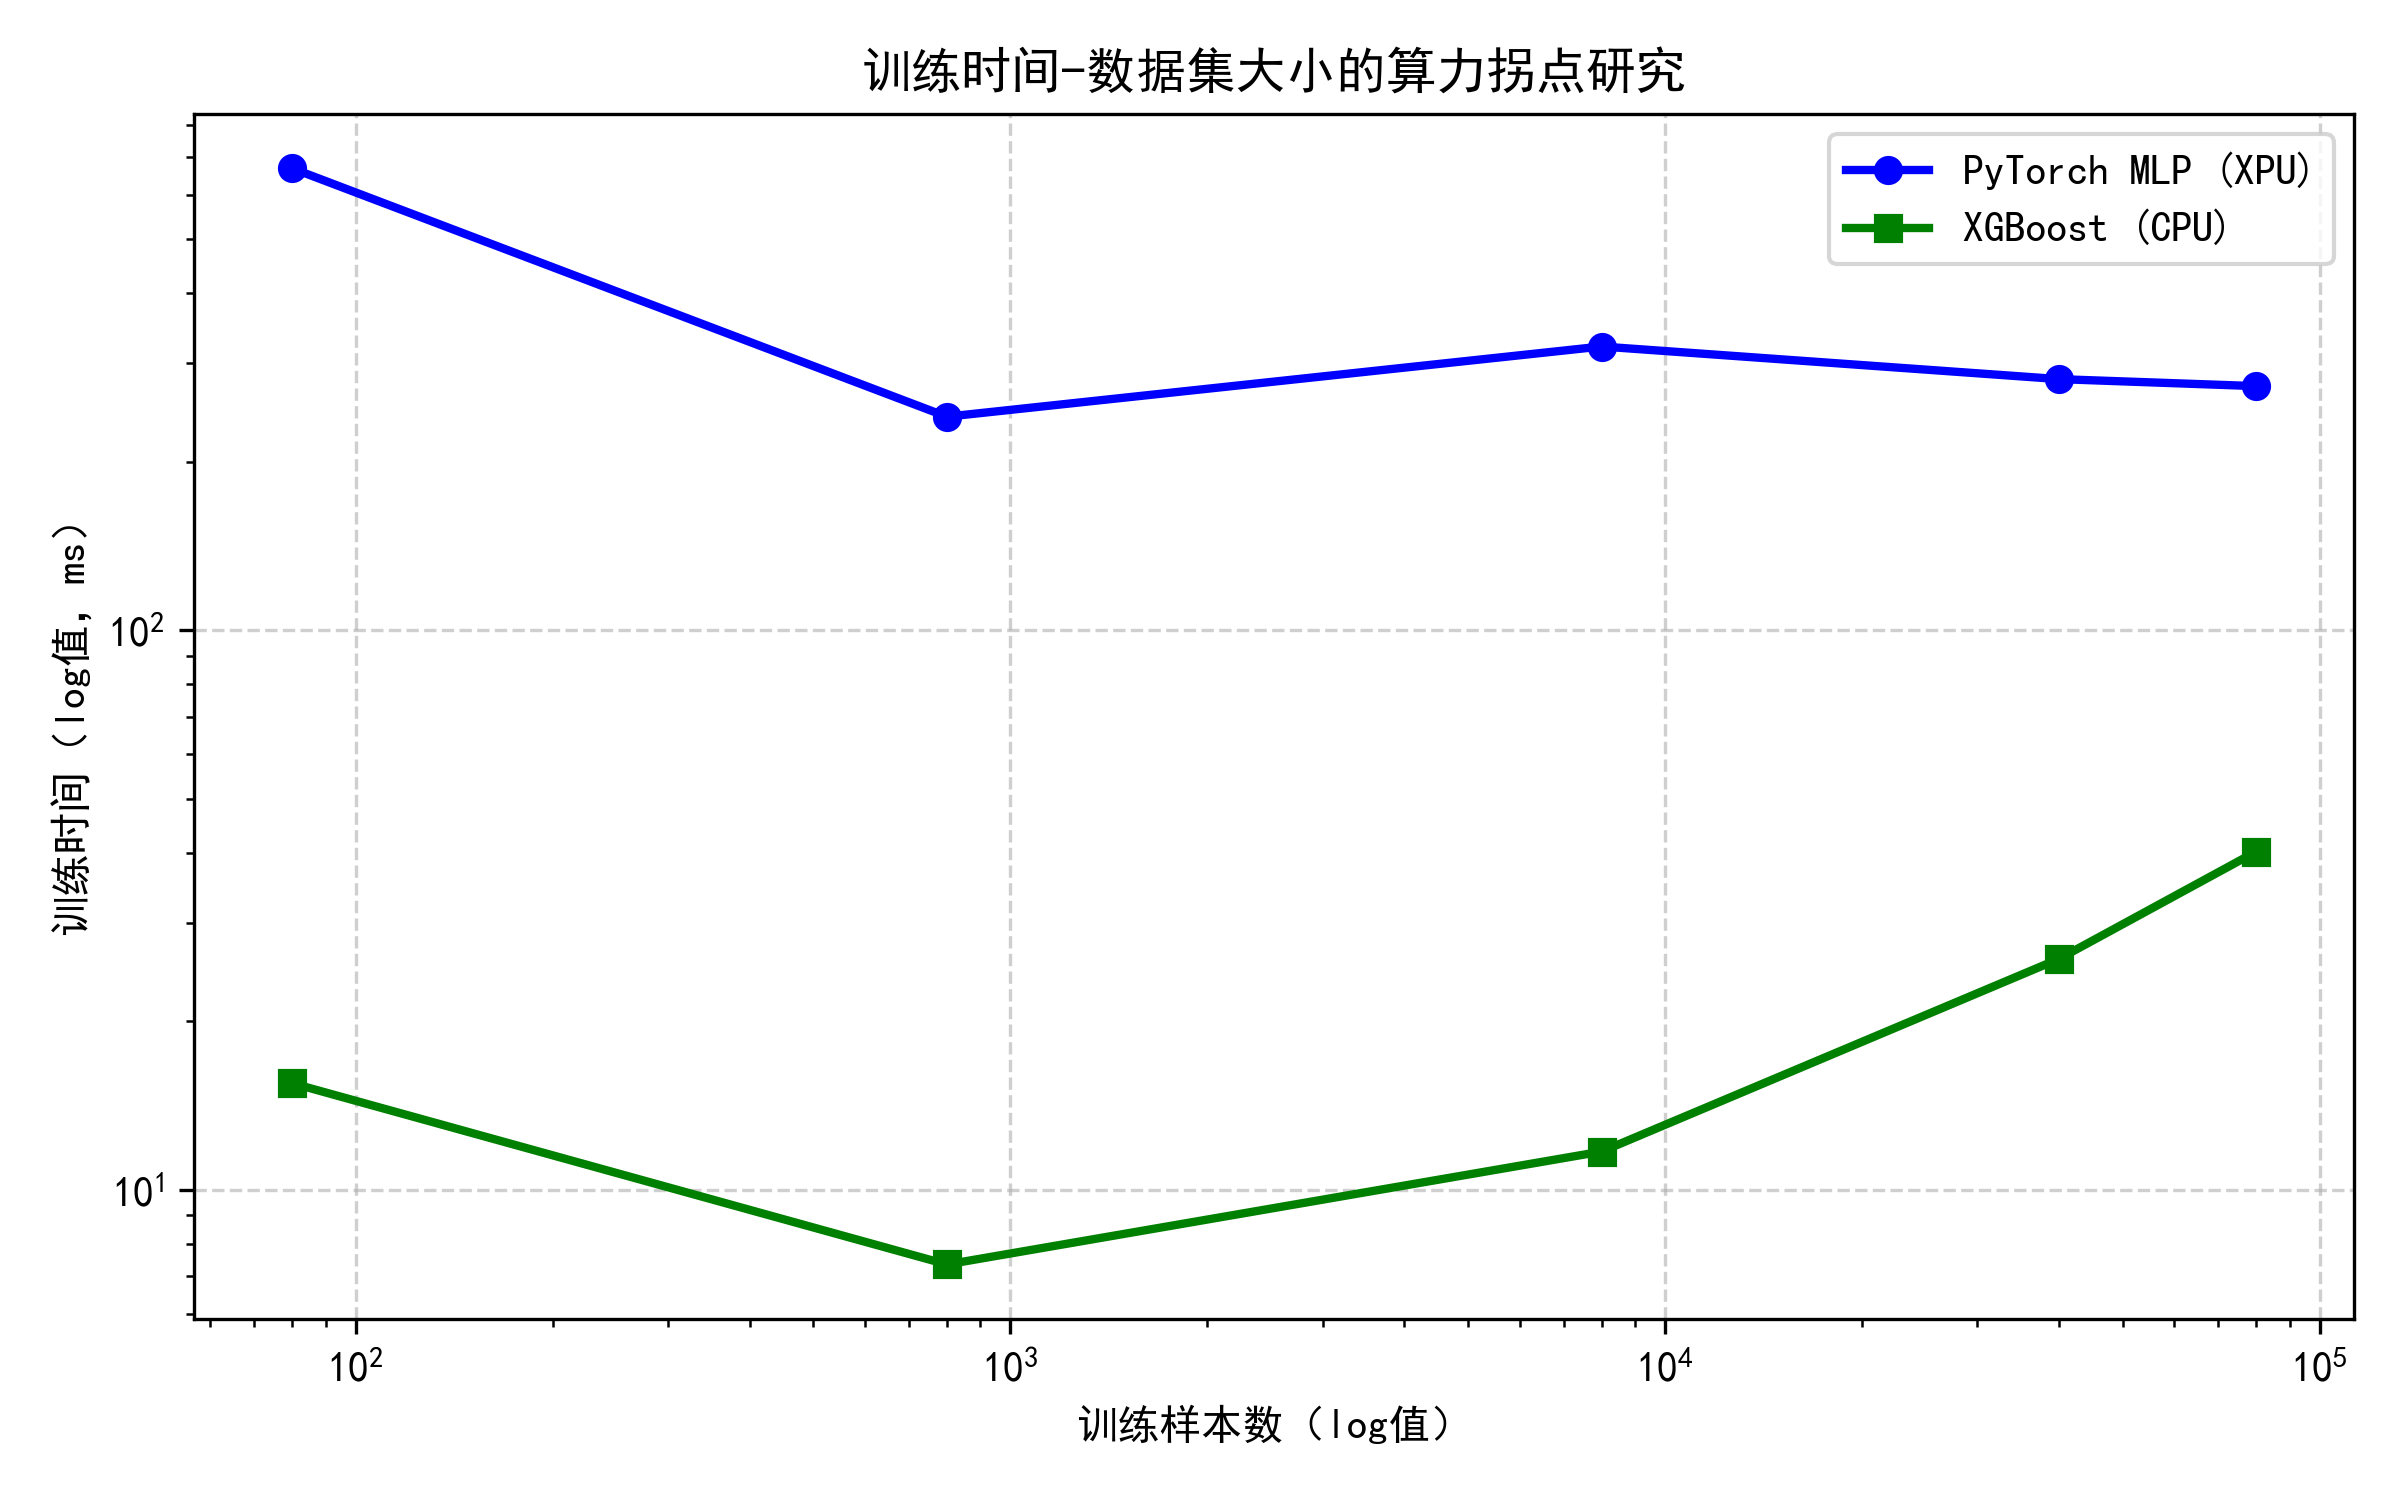 训练时间-数据集大小的算力拐点研究
PyTorch MLP (XPU)
XGBoost (CPU)
训练时间（log值，ms）
10²
10¹
10²
10³
10⁴
10⁵
训练样本数（log值）